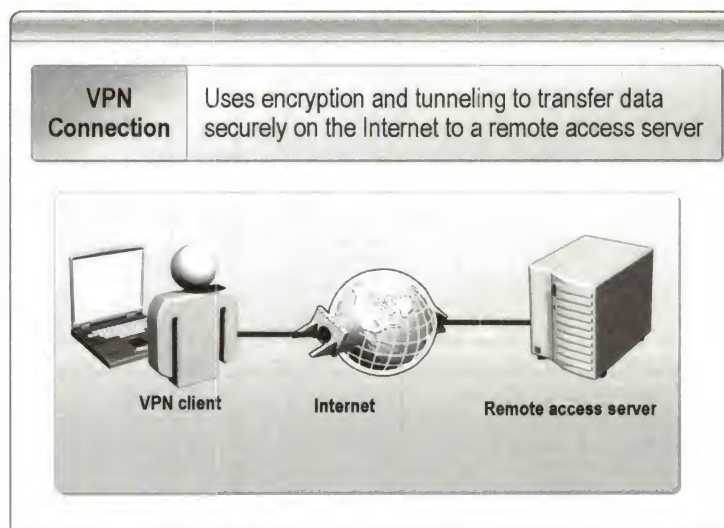 VPN
Connection
Uses encryption and tunneling to transfer data
securely on the Internet to a remote access server
VPN client
Internet
Remote access server